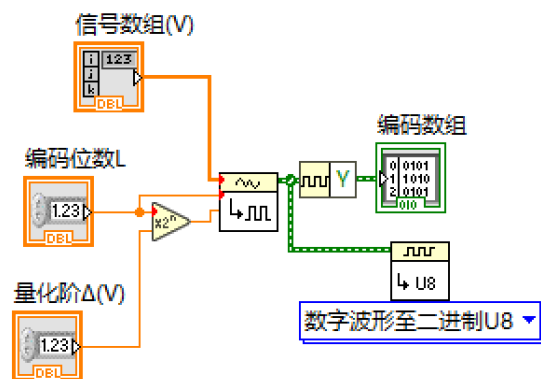 信号数组(V)
i 123
j
k
DBL
编码位数L
1.23
DBL
x2ⁿ
量化阶Δ(V)
1.23
DBL
Y
编码数组
0 0101
1 1010
2 0101
010
U8
数字波形至二进制U8